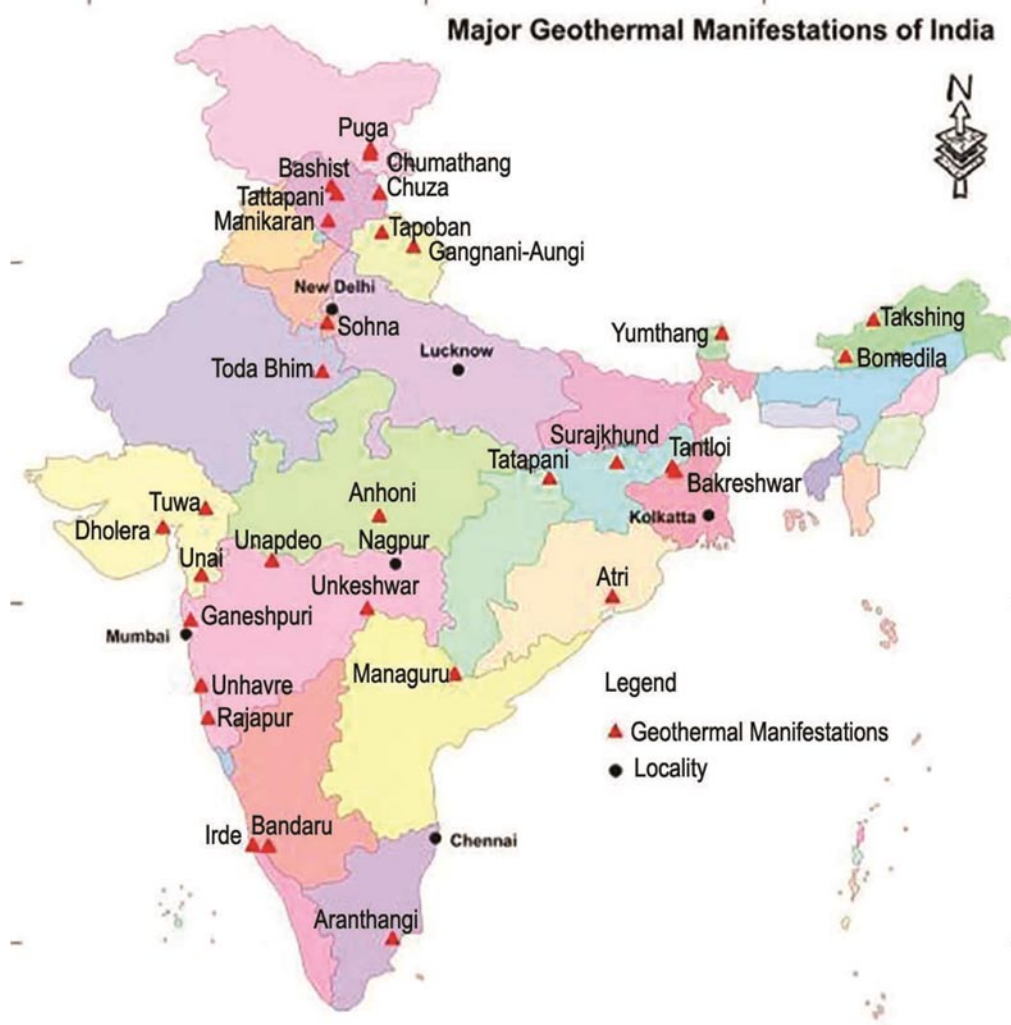 Major Geothermal Manifestations of India
N
Puga
Chumathang
Bashist
Chuza
Tattapani
Manikaran
Tapoban
Gangnani-Aungi
New Delhi
Sohna
Takshing
Yumthang
Lucknow
Bomedila
Toda Bhim
Surajkhund
Tantloi
Tatapani
Bakreshwar
Anhoni
Tuwa
Kolkatta
Dholera
Unapdeo
Nagpur
Unai
Unkeshwar
Atri
Ganeshpuri
Mumbai
Managuru
Unhavre
Legend
Rajapur
Geothermal Manifestations
Locality
Irde
Bandaru
Chennai
Aranthangi